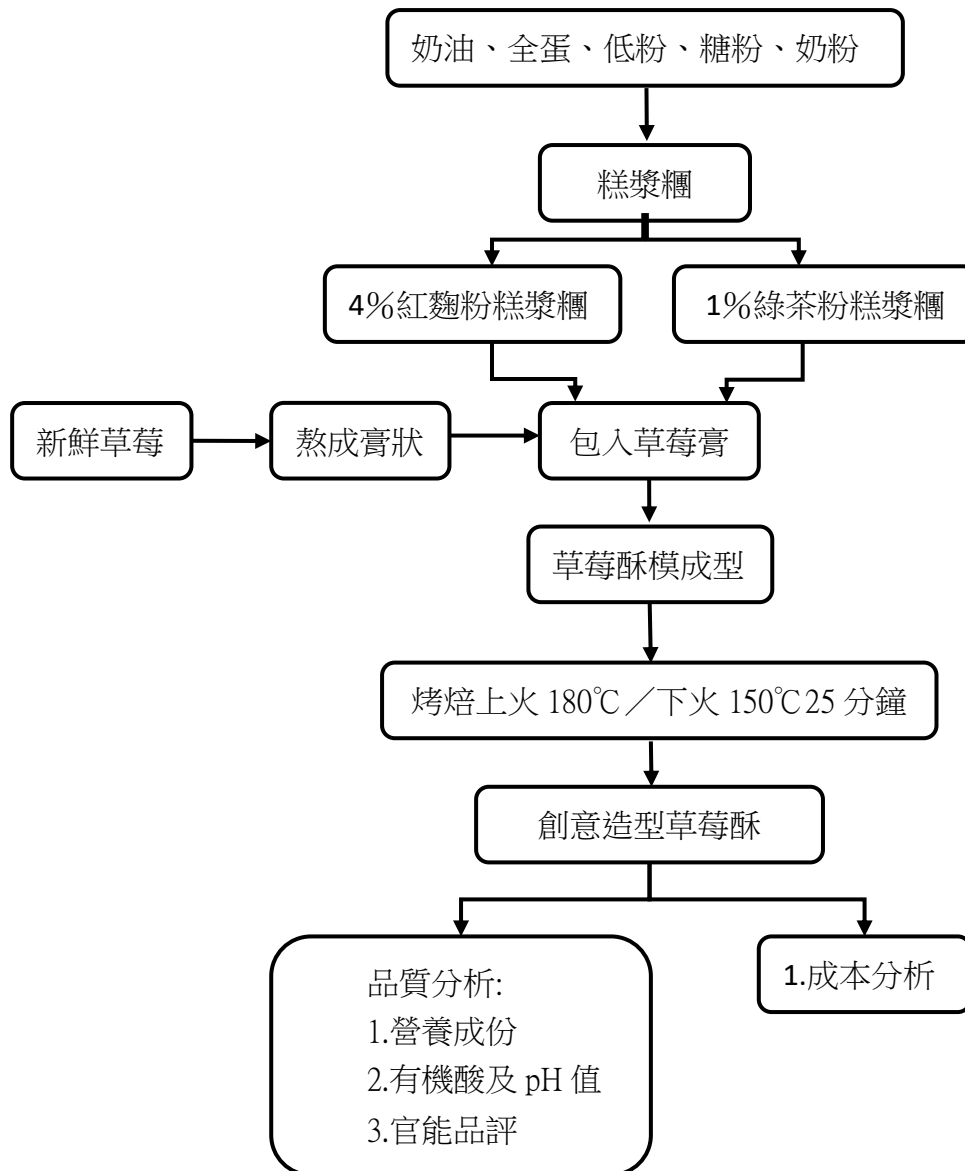 奶油、全蛋、低粉、糖粉、奶粉
糕漿糰
4%紅麴粉糕漿糰
1%綠茶粉糕漿糰
新鮮草莓
熬成膏狀
包入草莓膏
草莓酥模成型
烤焙上火 180℃／下火 150℃ 25 分鐘
創意造型草莓酥
品質分析:
1.營養成份
2.有機酸及 pH 值
3.官能品評
1.成本分析